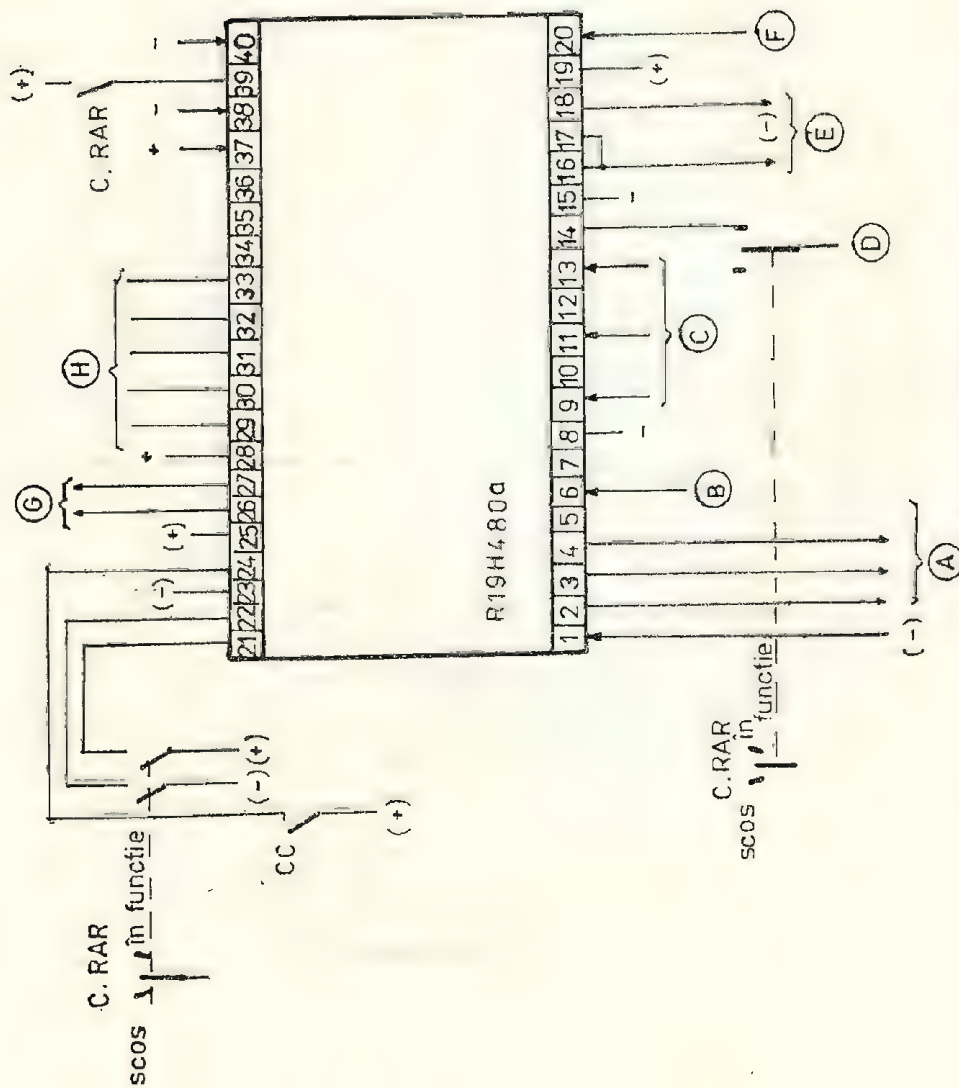 C. RAR
scos
în functie
CC
(+)
(-) (+)
21 22 23 24 25 26 27 28 29 30 31 32 33 34 35 36 37 38 39 40
(-)
(+)
G
+
H
+
-
C. RAR
(+)
-
R19H480a
1 2 3 4 5 6 7 8 9 10 11 12 13 14 15 16 17 18 19 20
(-)
A
B
-
C
D
-
(-)
E
(+)
F
C. RAR
scos
în
functie